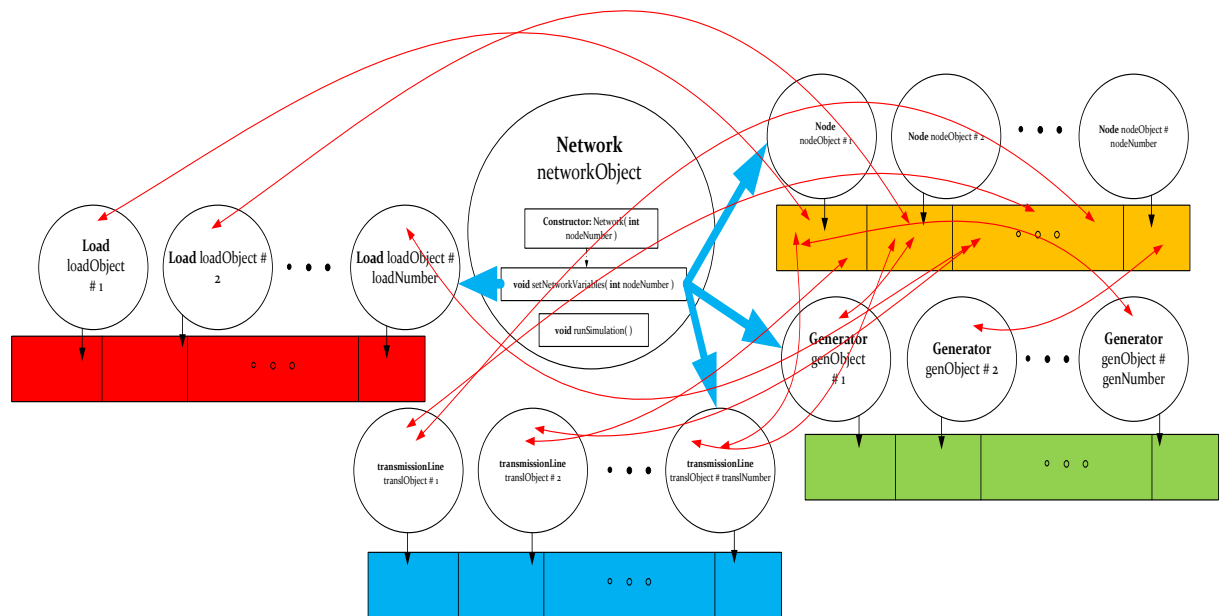 Network
networkObject
Constructor: Network( int
nodeNumber )
void setNetworkVariables( int nodeNumber )
void runSimulation( )
Node
nodeObject # 1
Node nodeObject # 2
Node nodeObject #
nodeNumber
Load
loadObject
# 1
Load loadObject #
2
Load loadObject #
loadNumber
Generator
genObject
# 1
Generator
genObject # 2
Generator
genObject #
genNumber
transmissionLine
translObject # 1
transmissionLine
translObject # 2
transmissionLine
translObject # translNumber